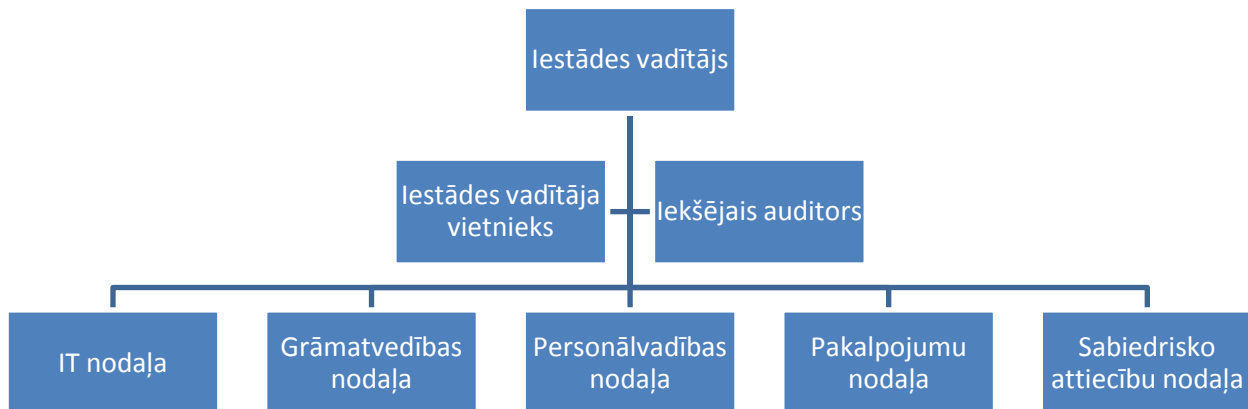 Iestādes vadītājs
Iestādes vadītāja
vietnieks
Iekšējais auditors
IT nodaļa
Grāmatvedības
nodaļa
Personālvadības
nodaļa
Pakalpojumu
nodaļa
Sabiedrisko
attiecību nodaļa